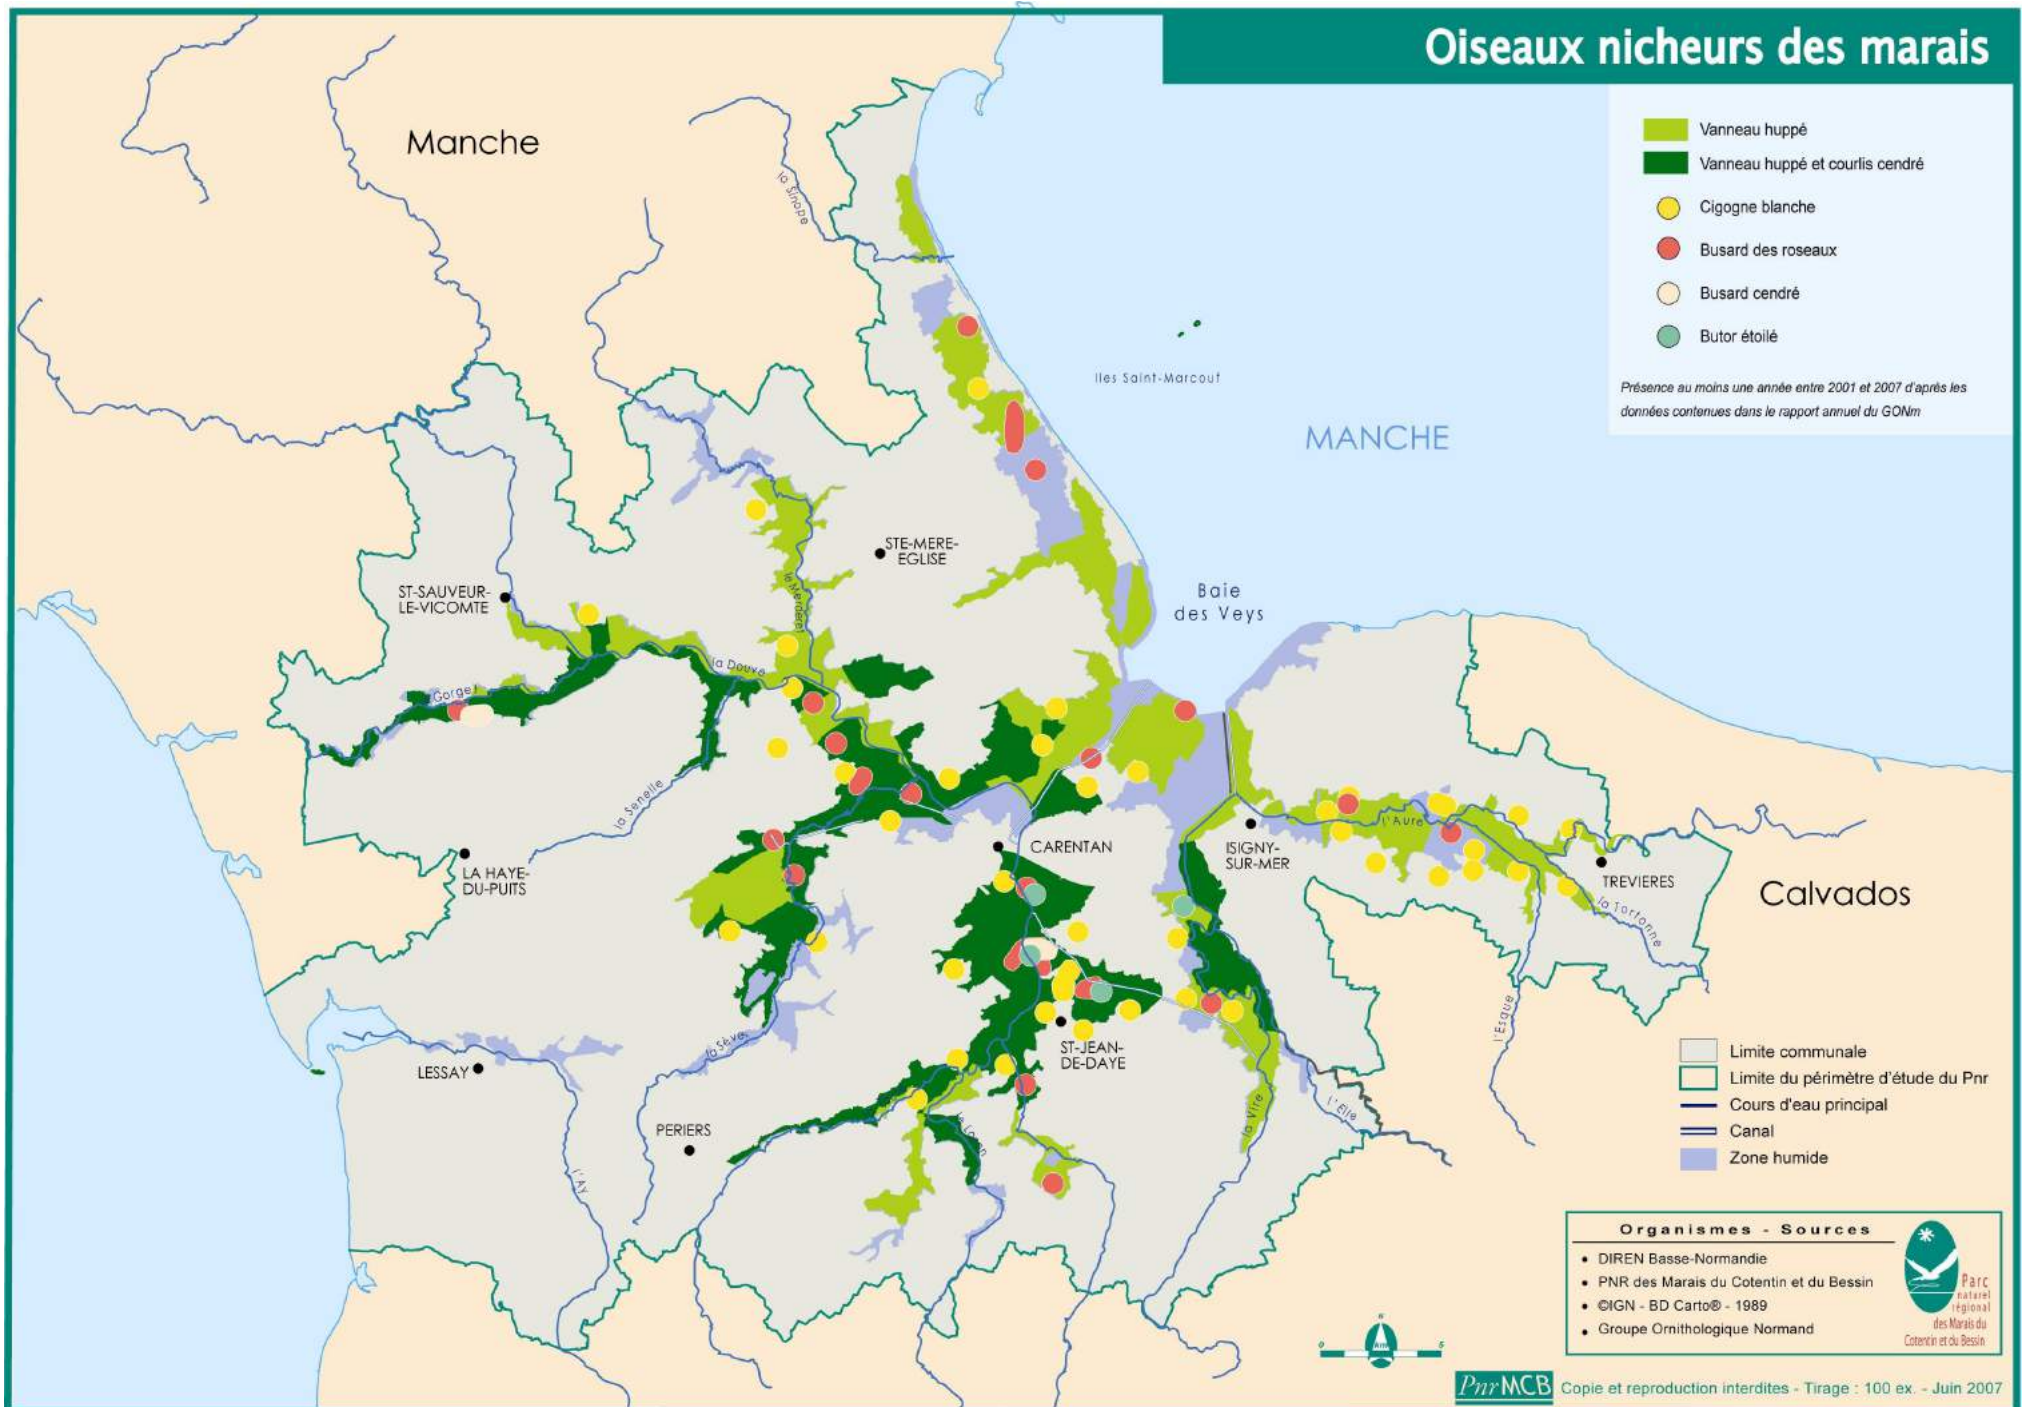 Oiseaux nicheurs des marais
Vanneau huppé
Vanneau huppé et courlis cendré
Cigogne blanche
Busard des roseaux
Busard cendré
Butor étoilé
Présence au moins une année entre 2001 et 2007 d'après les
données contenues dans le rapport annuel du GONm
Manche
la Sinope
Iles Saint-Marcouf
MANCHE
STE-MERE-
EGLISE
ST-SAUVEUR-
LE-VICOMTE
le Merderet
Baie
des Veys
la Douve
Gorget
la Senelle
LA HAYE-
DU-PUITS
CARENTAN
ISIGNY-
SUR-MER
l'Aure
TREVIERES
la Tortonne
Calvados
l'Esque
LESSAY
la Sève
ST-JEAN-
DE-DAYE
PERIERS
l'Ay
la Vire
l'Elle
Limite communale
Limite du périmètre d'étude du Pnr
Cours d'eau principal
Canal
Zone humide
Organismes - Sources
• DIREN Basse-Normandie
• PNR des Marais du Cotentin et du Bessin
• ©IGN - BD Carto® - 1989
• Groupe Ornithologique Normand
Parc
naturel
régional
des Marais du
Cotentin et du Bessin
N
0 5
Pnr MCB Copie et reproduction interdites - Tirage : 100 ex. - Juin 2007